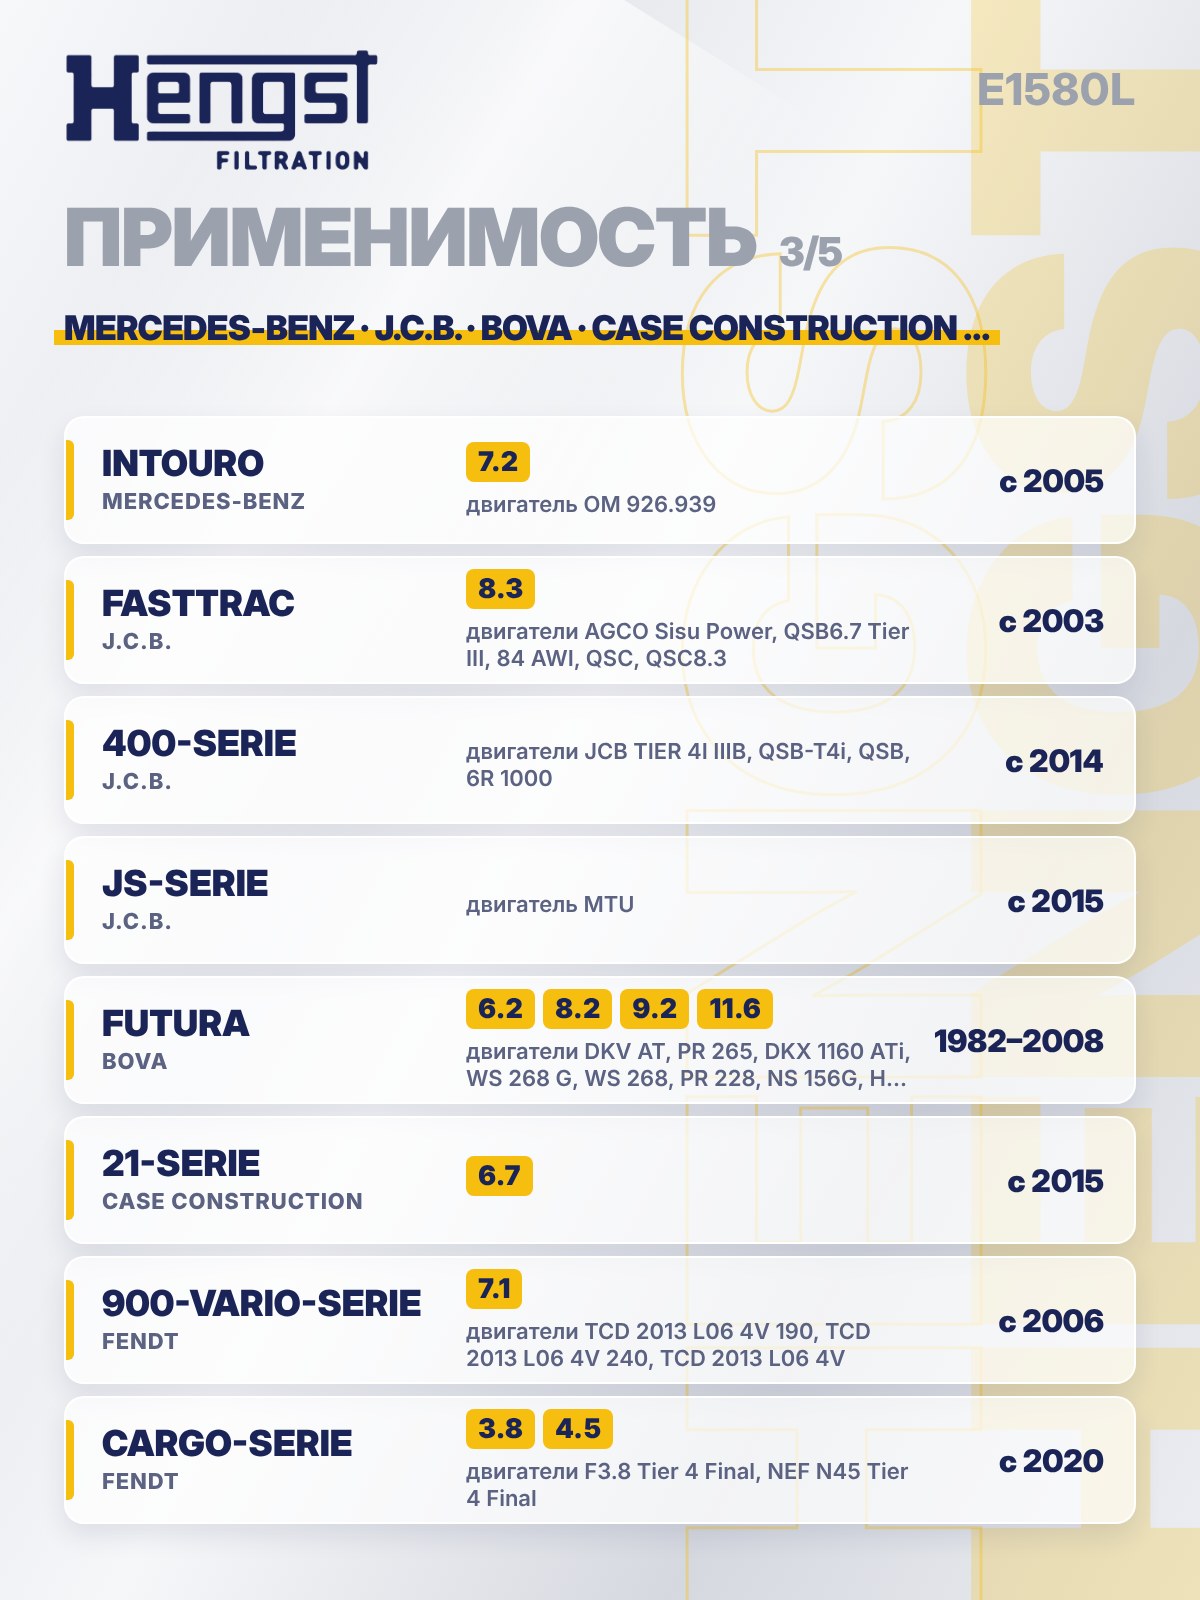 Hengst
FILTRATION
E1580L
ПРИМЕНИМОСТЬ 3/5
MERCEDES-BENZ · J.C.B. · BOVA · CASE CONSTRUCTION ...
INTOURO
MERCEDES-BENZ
7.2
двигатель OM 926.939
с 2005
FASTTRAC
J.C.B.
8.3
двигатели AGCO Sisu Power, QSB6.7 Tier
III, 84 AWI, QSC, QSC8.3
с 2003
400-SERIE
J.C.B.
двигатели JCB TIER 4I IIIB, QSB-T4i, QSB,
6R 1000
с 2014
JS-SERIE
J.C.B.
двигатель MTU
с 2015
FUTURA
BOVA
6.2 8.2 9.2 11.6
двигатели DKV AT, PR 265, DKX 1160 ATi,
WS 268 G, WS 268, PR 228, NS 156G, H...
1982–2008
21-SERIE
CASE CONSTRUCTION
6.7
с 2015
900-VARIO-SERIE
FENDT
7.1
двигатели TCD 2013 L06 4V 190, TCD
2013 L06 4V 240, TCD 2013 L06 4V
с 2006
CARGO-SERIE
FENDT
3.8 4.5
двигатели F3.8 Tier 4 Final, NEF N45 Tier
4 Final
с 2020